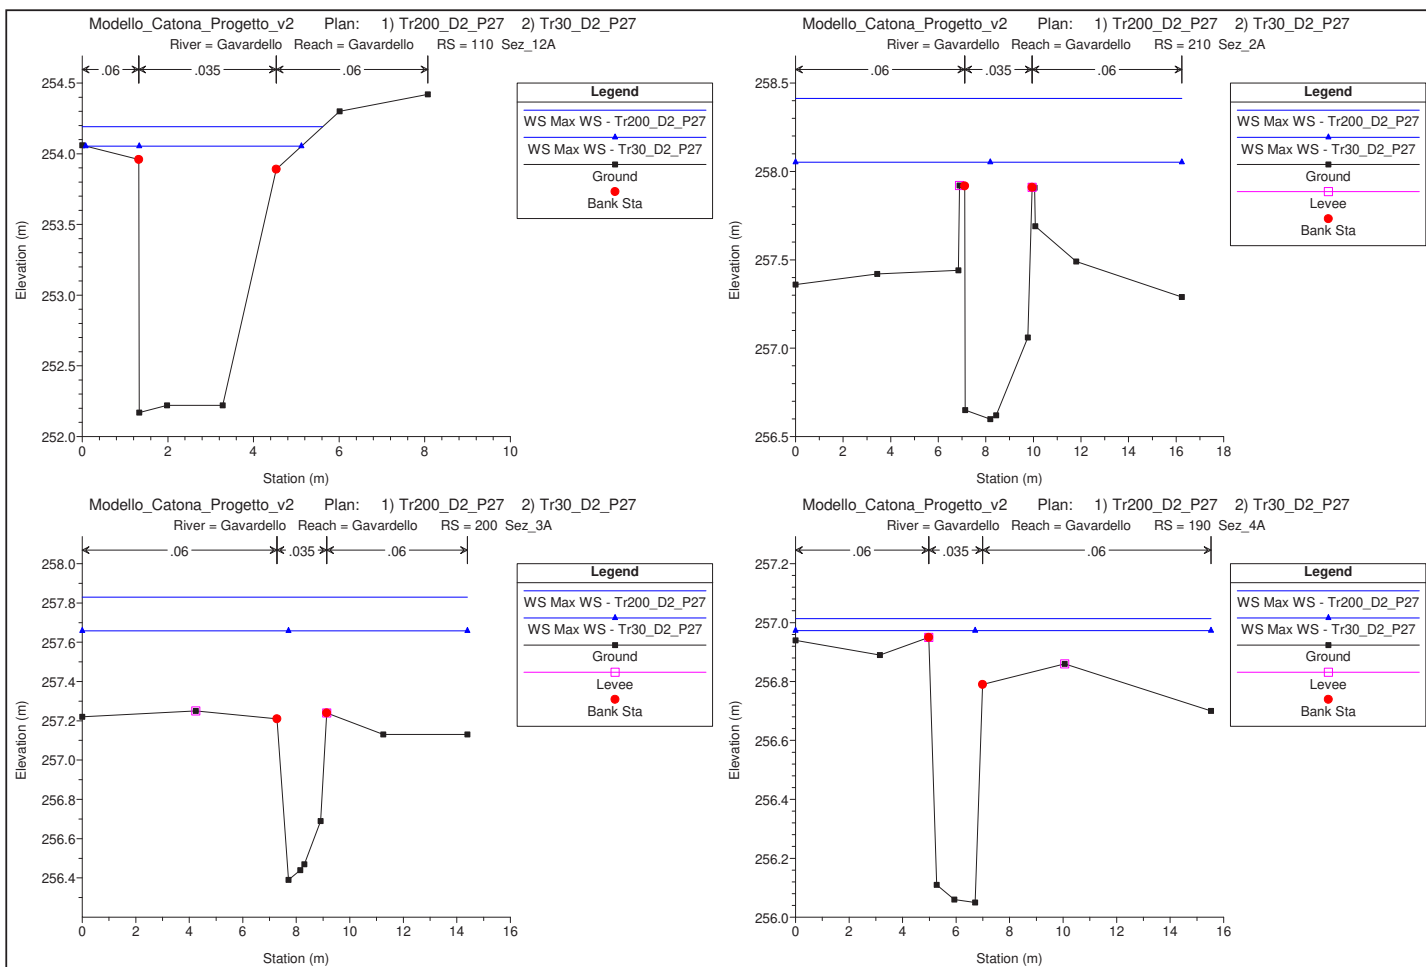 Modello_Catona_Progetto_v2 Plan: 1) Tr200_D2_P27 2) Tr30_D2_P27
River = Gavardello Reach = Gavardello RS = 110 Sez_12A
.06 .035 .06
254.5
254.0
253.5
253.0
252.5
252.0
0 2 4 6 8 10
Station (m)
Elevation (m)
Legend
WS Max WS - Tr200_D2_P27
WS Max WS - Tr30_D2_P27
Ground
Bank Sta
Modello_Catona_Progetto_v2 Plan: 1) Tr200_D2_P27 2) Tr30_D2_P27
River = Gavardello Reach = Gavardello RS = 210 Sez_2A
.06 .035 .06
258.5
258.0
257.5
257.0
256.5
0 2 4 6 8 10 12 14 16 18
Station (m)
Elevation (m)
Legend
WS Max WS - Tr200_D2_P27
WS Max WS - Tr30_D2_P27
Ground
Levee
Bank Sta
Modello_Catona_Progetto_v2 Plan: 1) Tr200_D2_P27 2) Tr30_D2_P27
River = Gavardello Reach = Gavardello RS = 200 Sez_3A
.06 .035 .06
258.0
257.8
257.6
257.4
257.2
257.0
256.8
256.6
256.4
0 2 4 6 8 10 12 14 16
Station (m)
Elevation (m)
Legend
WS Max WS - Tr200_D2_P27
WS Max WS - Tr30_D2_P27
Ground
Levee
Bank Sta
Modello_Catona_Progetto_v2 Plan: 1) Tr200_D2_P27 2) Tr30_D2_P27
River = Gavardello Reach = Gavardello RS = 190 Sez_4A
.06 .035 .06
257.2
257.0
256.8
256.6
256.4
256.2
256.0
0 2 4 6 8 10 12 14 16
Station (m)
Elevation (m)
Legend
WS Max WS - Tr200_D2_P27
WS Max WS - Tr30_D2_P27
Ground
Levee
Bank Sta